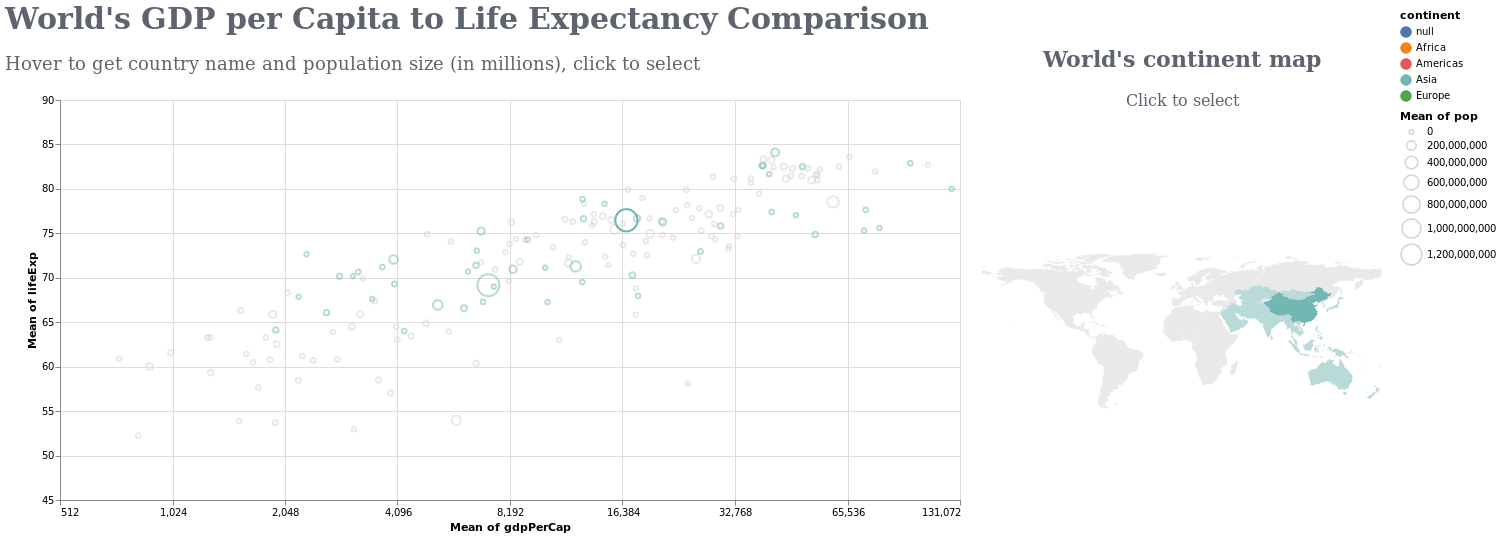 World's GDP per Capita to Life Expectancy Comparison
Hover to get country name and population size (in millions), click to select
90
85
80
75
70
65
60
55
50
45
Mean of lifeExp
512
1,024
2,048
4,096
8,192
16,384
32,768
65,536
131,072
Mean of gdpPerCap
World's continent map
Click to select
continent
null
Africa
Americas
Asia
Europe
Mean of pop
0
200,000,000
400,000,000
600,000,000
800,000,000
1,000,000,000
1,200,000,000